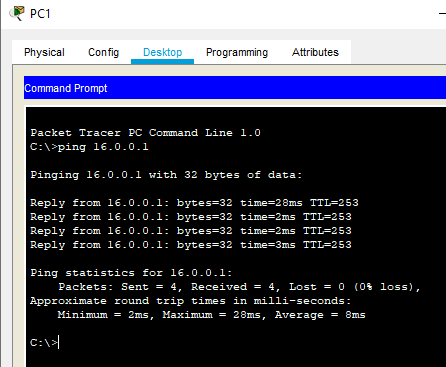 PC1
Physical Config Desktop Programming Attributes
Command Prompt
Packet Tracer PC Command Line 1.0
C:\>ping 16.0.0.1
Pinging 16.0.0.1 with 32 bytes of data:
Reply from 16.0.0.1: bytes=32 time=28ms TTL=253
Reply from 16.0.0.1: bytes=32 time=2ms TTL=253
Reply from 16.0.0.1: bytes=32 time=2ms TTL=253
Reply from 16.0.0.1: bytes=32 time=3ms TTL=253
Ping statistics for 16.0.0.1:
Packets: Sent = 4, Received = 4, Lost = 0 (0% loss),
Approximate round trip times in milli-seconds:
Minimum = 2ms, Maximum = 28ms, Average = 8ms
C:\>